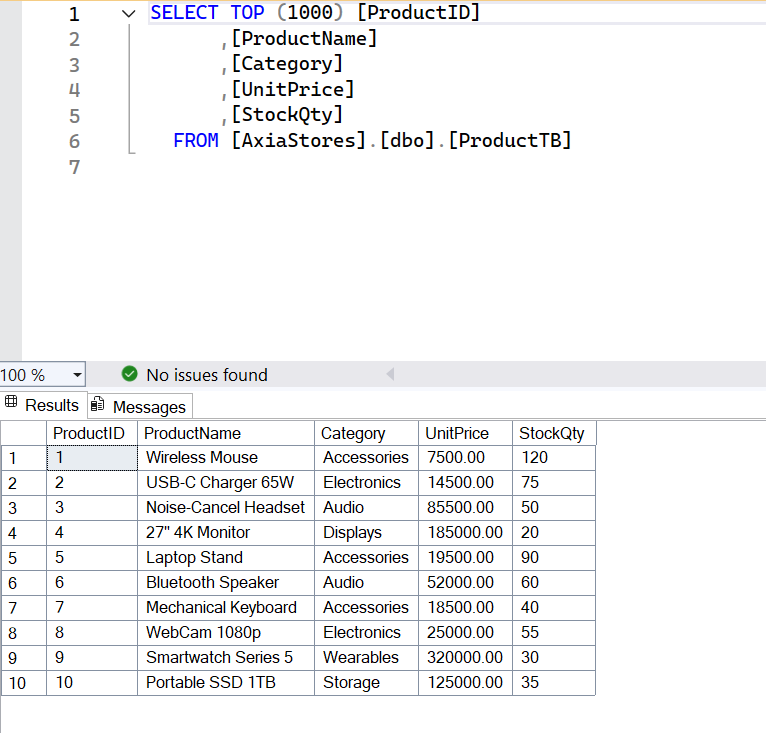 1 SELECT TOP (1000) [ProductID]
2 ,[ProductName]
3 ,[Category]
4 ,[UnitPrice]
5 ,[StockQty]
6 FROM [AxiaStores].[dbo].[ProductTB]
7
100 % No issues found
Results Messages
ProductID ProductName Category UnitPrice StockQty
1 1 Wireless Mouse Accessories 7500.00 120
2 2 USB-C Charger 65W Electronics 14500.00 75
3 3 Noise-Cancel Headset Audio 85500.00 50
4 4 27" 4K Monitor Displays 185000.00 20
5 5 Laptop Stand Accessories 19500.00 90
6 6 Bluetooth Speaker Audio 52000.00 60
7 7 Mechanical Keyboard Accessories 18500.00 40
8 8 WebCam 1080p Electronics 25000.00 55
9 9 Smartwatch Series 5 Wearables 320000.00 30
10 10 Portable SSD 1TB Storage 125000.00 35